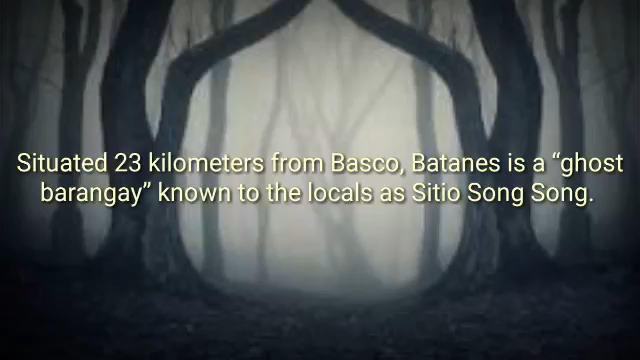 Situated 23 kilometers from Basco, Batanes is a “ghost
barangay” known to the locals as Sitio Song Song.